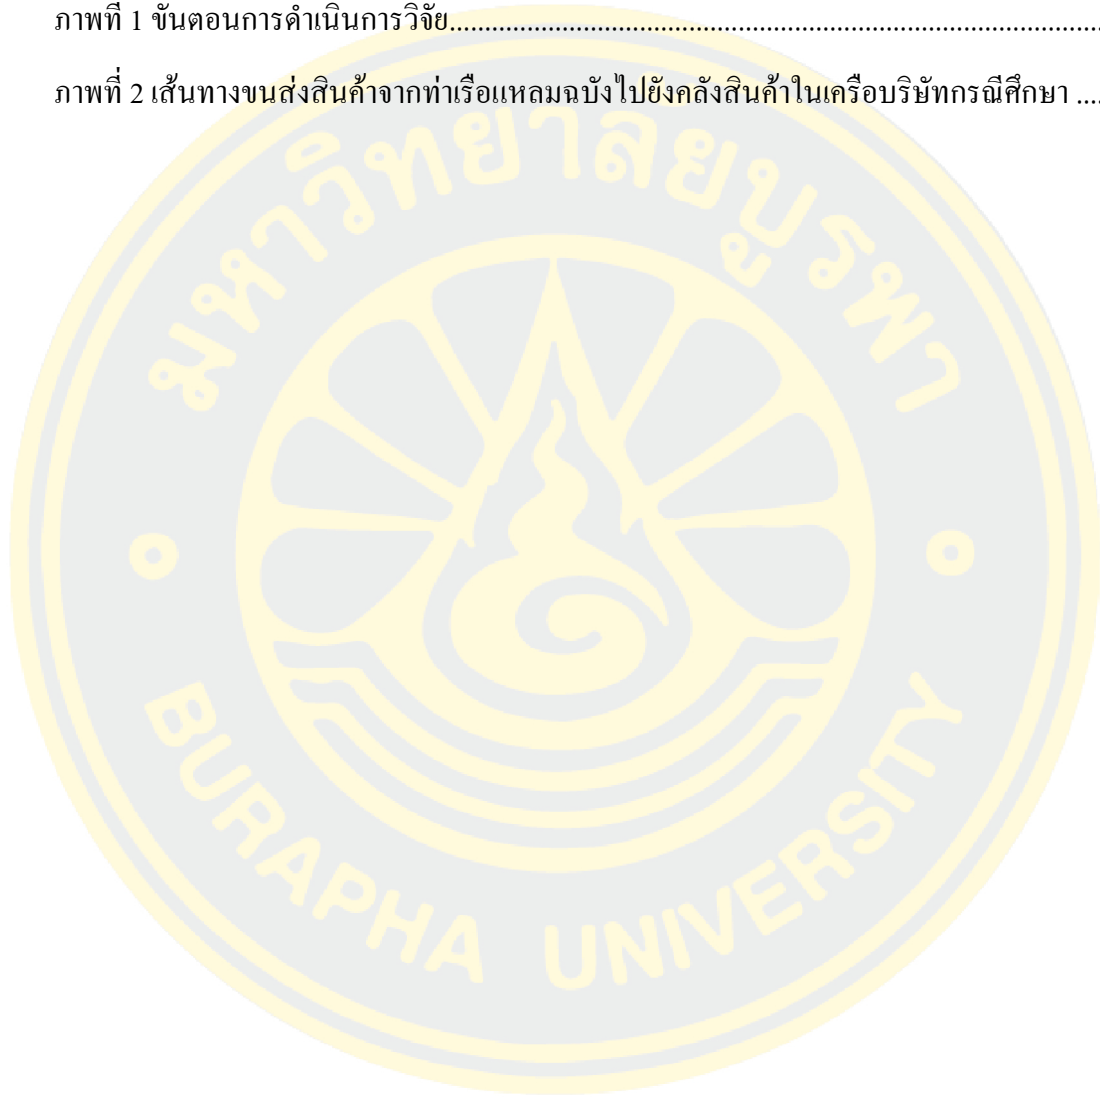 ภาพที่ 1 ขั้นตอนการดำเนินการวิจัย....................................................................................................
ภาพที่ 2 เส้นทางขนส่งสินค้าจากท่าเรือแหลมฉบังไปยังคลังสินค้าในเครือบริษัทกรณีศึกษา ....
มหาวิทยาลัยบูรพา
BURAPHA UNIVERSITY